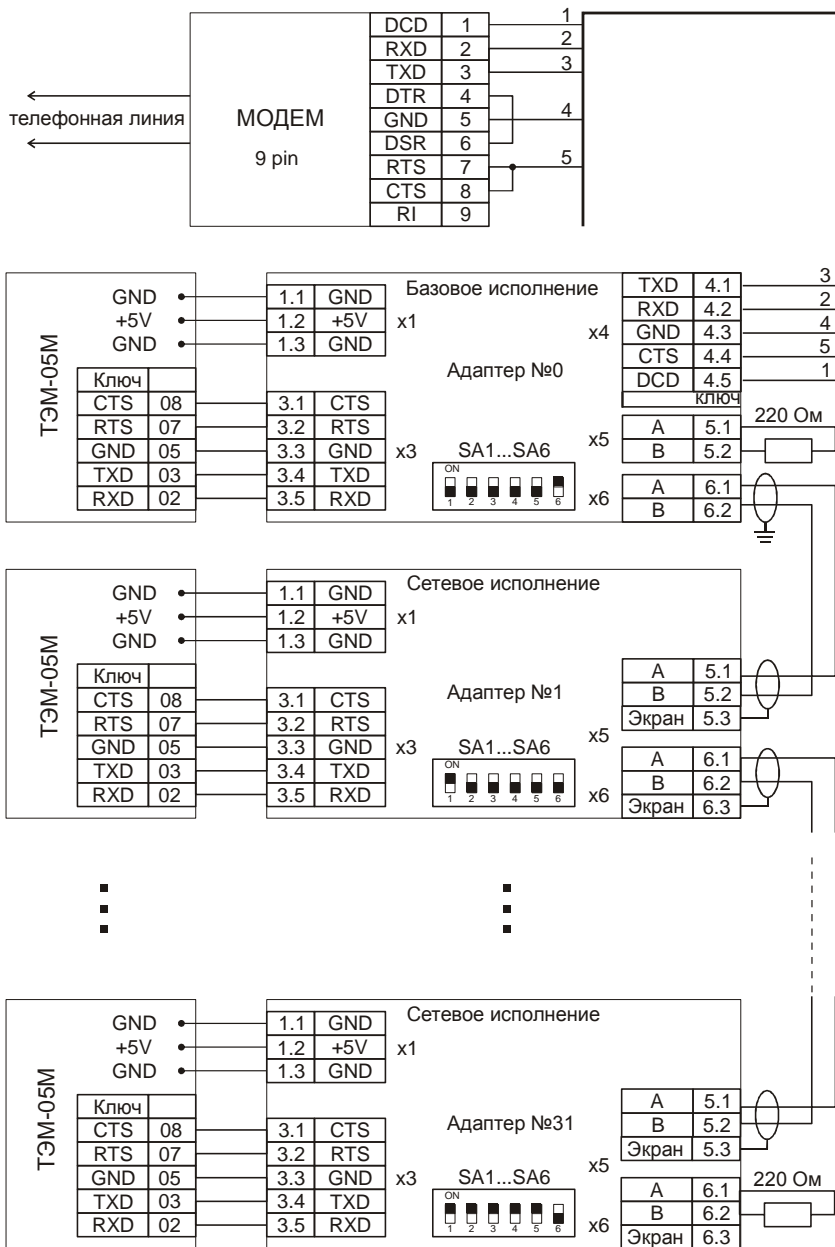 DCD 1 1
RXD 2 2
TXD 3 3
DTR 4
телефонная линия МОДЕМ GND 5 4
DSR 6
9 pin
RTS 7 5
CTS 8
RI 9
ТЭМ-05М
GND 1.1 GND Базовое исполнение TXD 4.1 3
+5V 1.2 +5V x1 RXD 4.2 2
GND 1.3 GND x4 GND 4.3 4
CTS 4.4 5
Ключ Адаптер №0 DCD 4.5 1
ключ
CTS 08 3.1 CTS
RTS 07 3.2 RTS x5 A 5.1 220 Ом
GND 05 3.3 GND x3 SA1...SA6 B 5.2
TXD 03 3.4 TXD ON A 6.1
RXD 02 3.5 RXD 1 2 3 4 5 6 x6 B 6.2
ТЭМ-05М
GND 1.1 GND Сетевое исполнение
+5V 1.2 +5V x1
GND 1.3 GND
Ключ A 5.1
CTS 08 3.1 CTS Адаптер №1 B 5.2
RTS 07 3.2 RTS Экран 5.3
x5
GND 05 3.3 GND x3 SA1...SA6 A 6.1
TXD 03 3.4 TXD ON B 6.2
RXD 02 3.5 RXD 1 2 3 4 5 6 x6 Экран 6.3
ТЭМ-05М
GND 1.1 GND Сетевое исполнение
+5V 1.2 +5V x1
GND 1.3 GND
Ключ A 5.1
CTS 08 3.1 CTS Адаптер №31 B 5.2
RTS 07 3.2 RTS Экран 5.3
x5
GND 05 3.3 GND x3 SA1...SA6 A 6.1 220 Ом
TXD 03 3.4 TXD ON B 6.2
RXD 02 3.5 RXD 1 2 3 4 5 6 x6 Экран 6.3